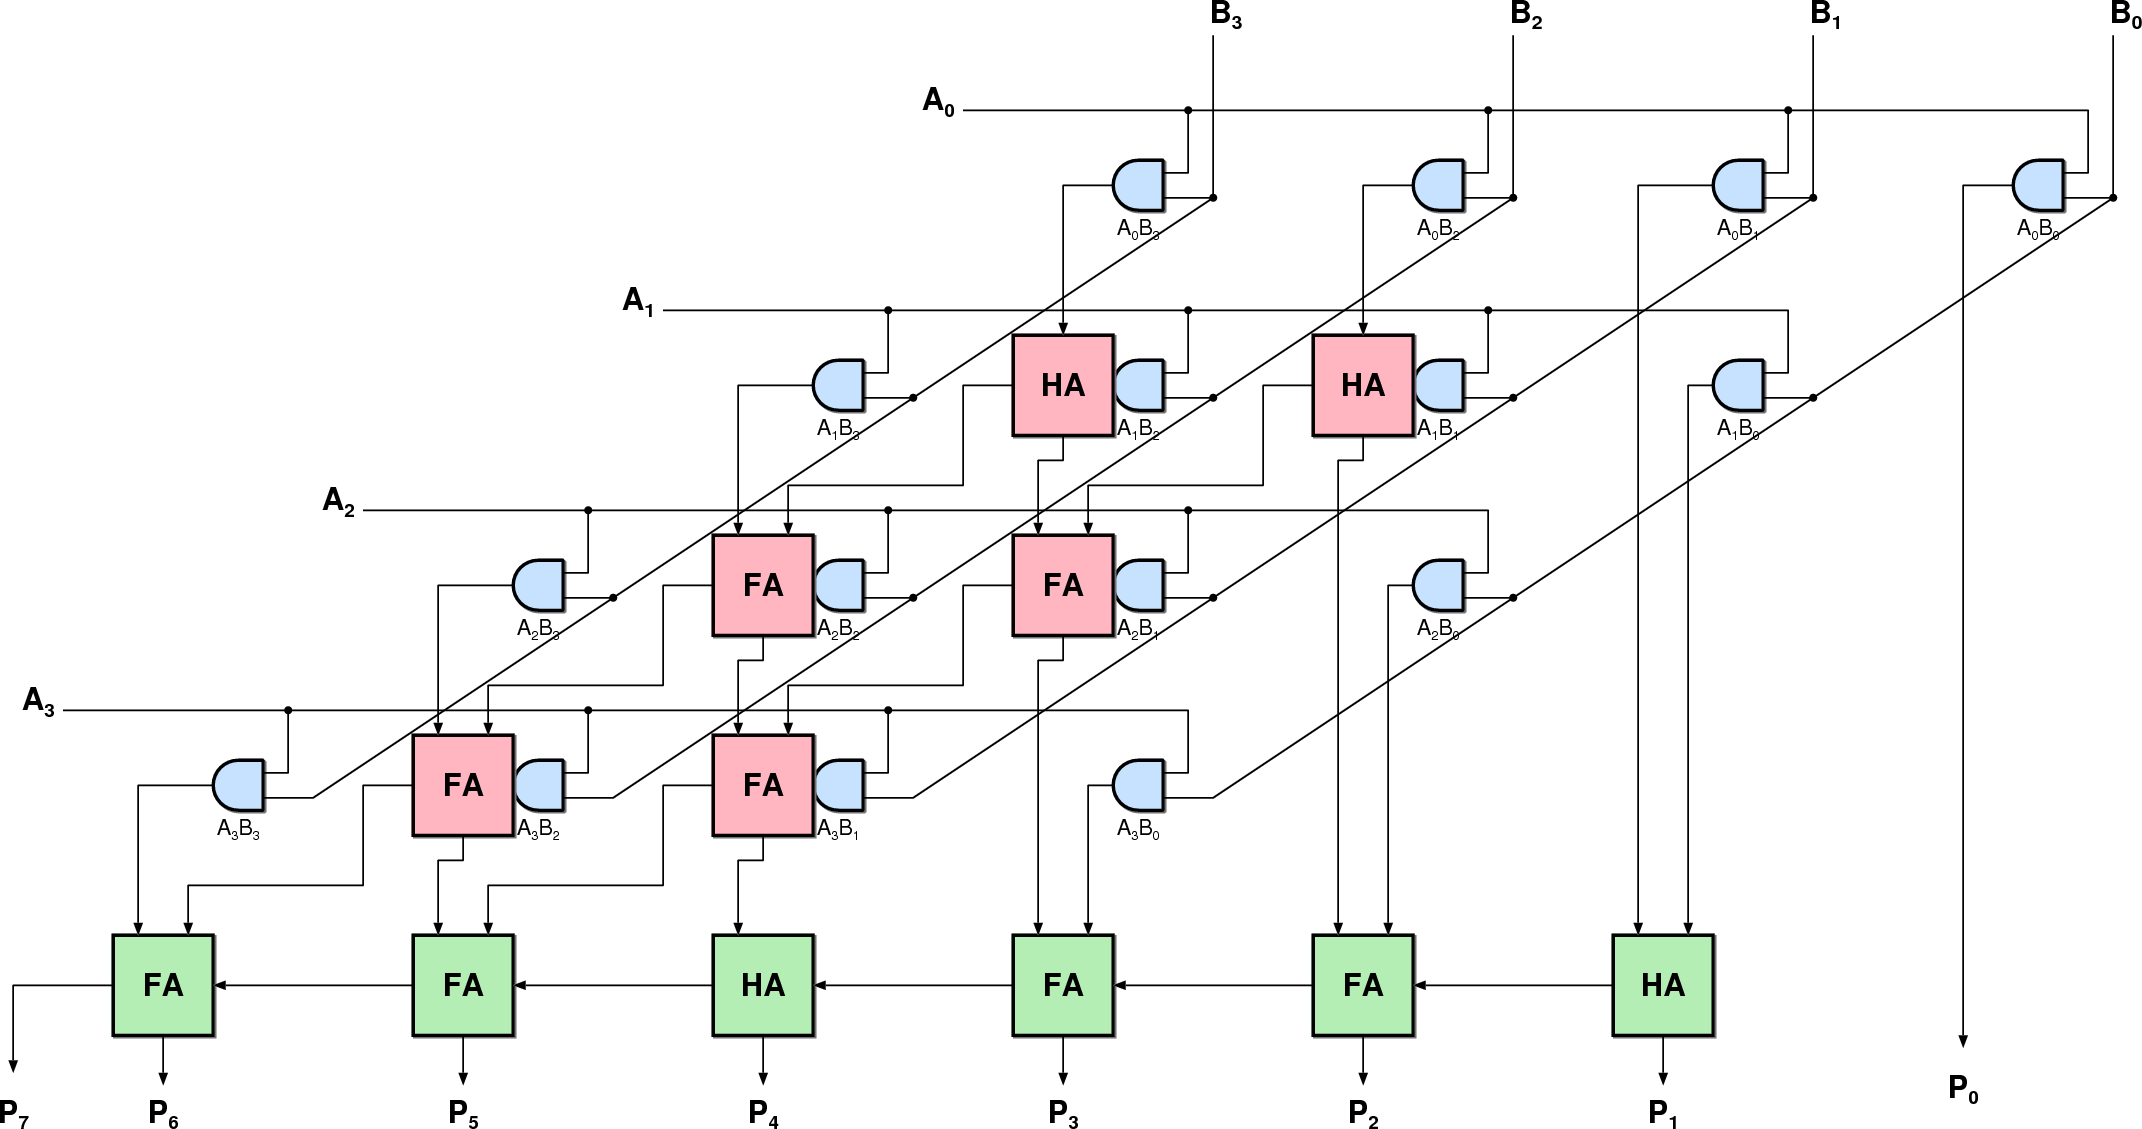 B₃ B₂ B₁ B₀
A₀
A₀B₃ A₀B₂ A₀B₁ A₀B₀
A₁
HA HA
A₁B₃ A₁B₂ A₁B₁ A₁B₀
A₂
FA FA
A₂B₃ A₂B₂ A₂B₁ A₂B₀
A₃
FA FA
A₃B₃ A₃B₂ A₃B₁ A₃B₀
FA FA HA FA FA HA
P₇ P₆ P₅ P₄ P₃ P₂ P₁ P₀